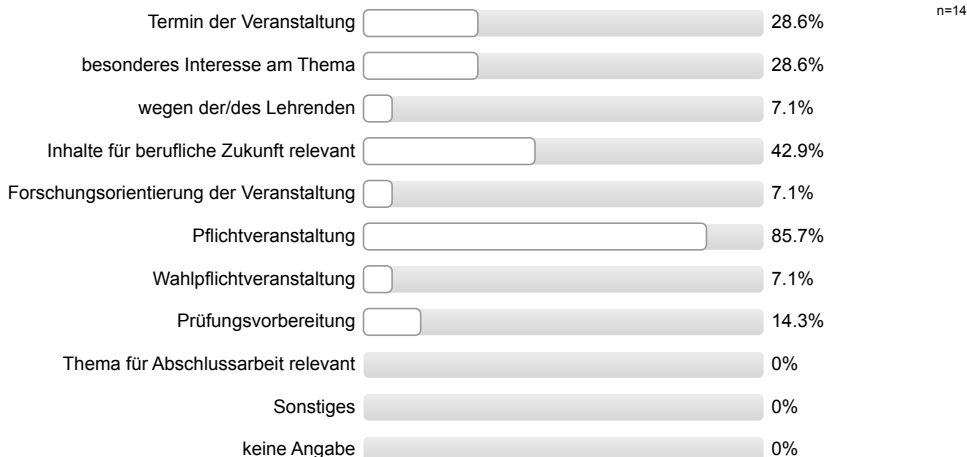 n=14
Termin der Veranstaltung 28.6%
besonderes Interesse am Thema 28.6%
wegen der/des Lehrenden 7.1%
Inhalte für berufliche Zukunft relevant 42.9%
Forschungsorientierung der Veranstaltung 7.1%
Pflichtveranstaltung 85.7%
Wahlpflichtveranstaltung 7.1%
Prüfungsvorbereitung 14.3%
Thema für Abschlussarbeit relevant 0%
Sonstiges 0%
keine Angabe 0%